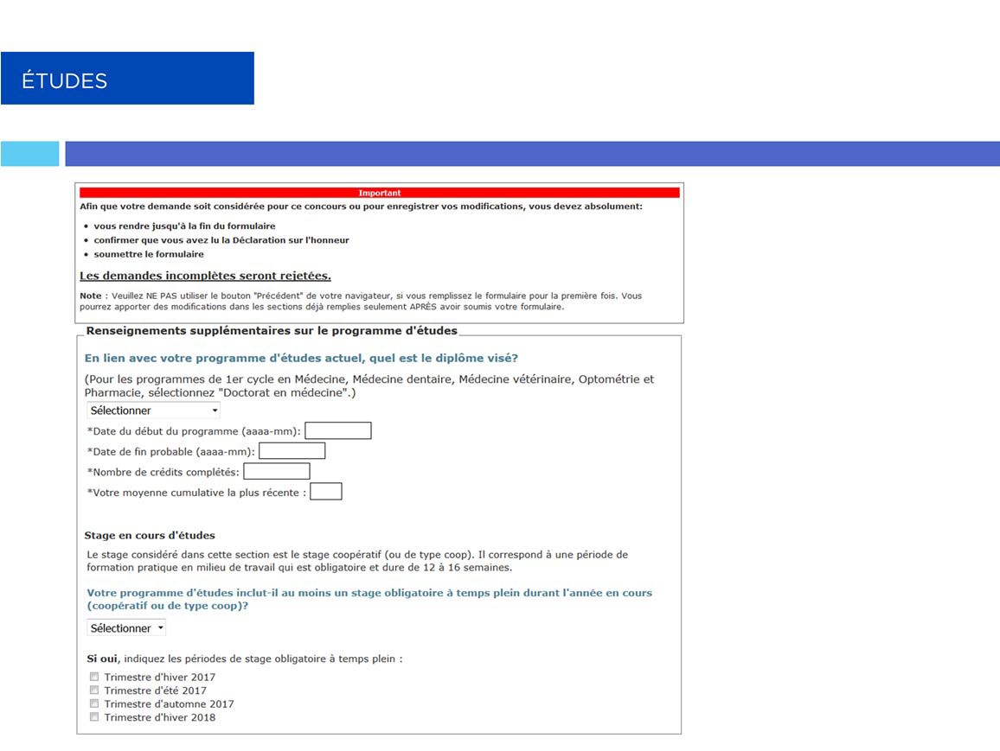 ÉTUDES
Important
Afin que votre demande soit considérée pour ce concours ou pour enregistrer vos modifications, vous devez absolument:
• vous rendre jusqu'à la fin du formulaire
• confirmer que vous avez lu la Déclaration sur l'honneur
• soumettre le formulaire
Les demandes incomplètes seront rejetées.
Note : Veuillez NE PAS utiliser le bouton "Précédent" de votre navigateur, si vous remplissez le formulaire pour la première fois. Vous
pourrez apporter des modifications dans les sections déjà remplies seulement APRÈS avoir soumis votre formulaire.
Renseignements supplémentaires sur le programme d'études
En lien avec votre programme d'études actuel, quel est le diplôme visé?
(Pour les programmes de 1er cycle en Médecine, Médecine dentaire, Médecine vétérinaire, Optométrie et
Pharmacie, sélectionnez "Doctorat en médecine".)
Sélectionner
*Date du début du programme (aaaa-mm):
*Date de fin probable (aaaa-mm):
*Nombre de crédits complétés:
*Votre moyenne cumulative la plus récente :
Stage en cours d'études
Le stage considéré dans cette section est le stage coopératif (ou de type coop). Il correspond à une période de
formation pratique en milieu de travail qui est obligatoire et dure de 12 à 16 semaines.
Votre programme d'études inclut-il au moins un stage obligatoire à temps plein durant l'année en cours
(coopératif ou de type coop)?
Sélectionner
Si oui, indiquez les périodes de stage obligatoire à temps plein :
Trimestre d'hiver 2017
Trimestre d'été 2017
Trimestre d'automne 2017
Trimestre d'hiver 2018